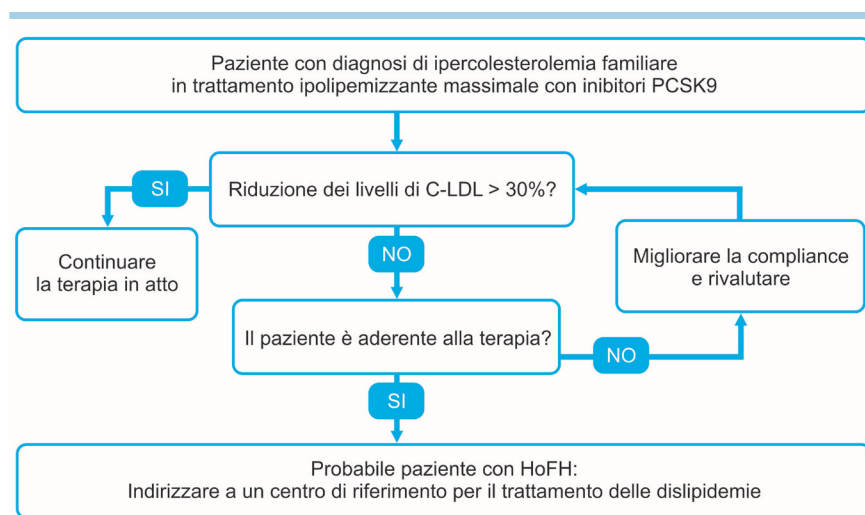 Paziente con diagnosi di ipercolesterolemia familiare
in trattamento ipolipemizzante massimale con inibitori PCSK9
SI
Riduzione dei livelli di C-LDL > 30%?
Continuare
la terapia in atto
NO
Migliorare la compliance
e rivalutare
Il paziente è aderente alla terapia?
NO
SI
Probabile paziente con HoFH:
Indirizzare a un centro di riferimento per il trattamento delle dislipidemie